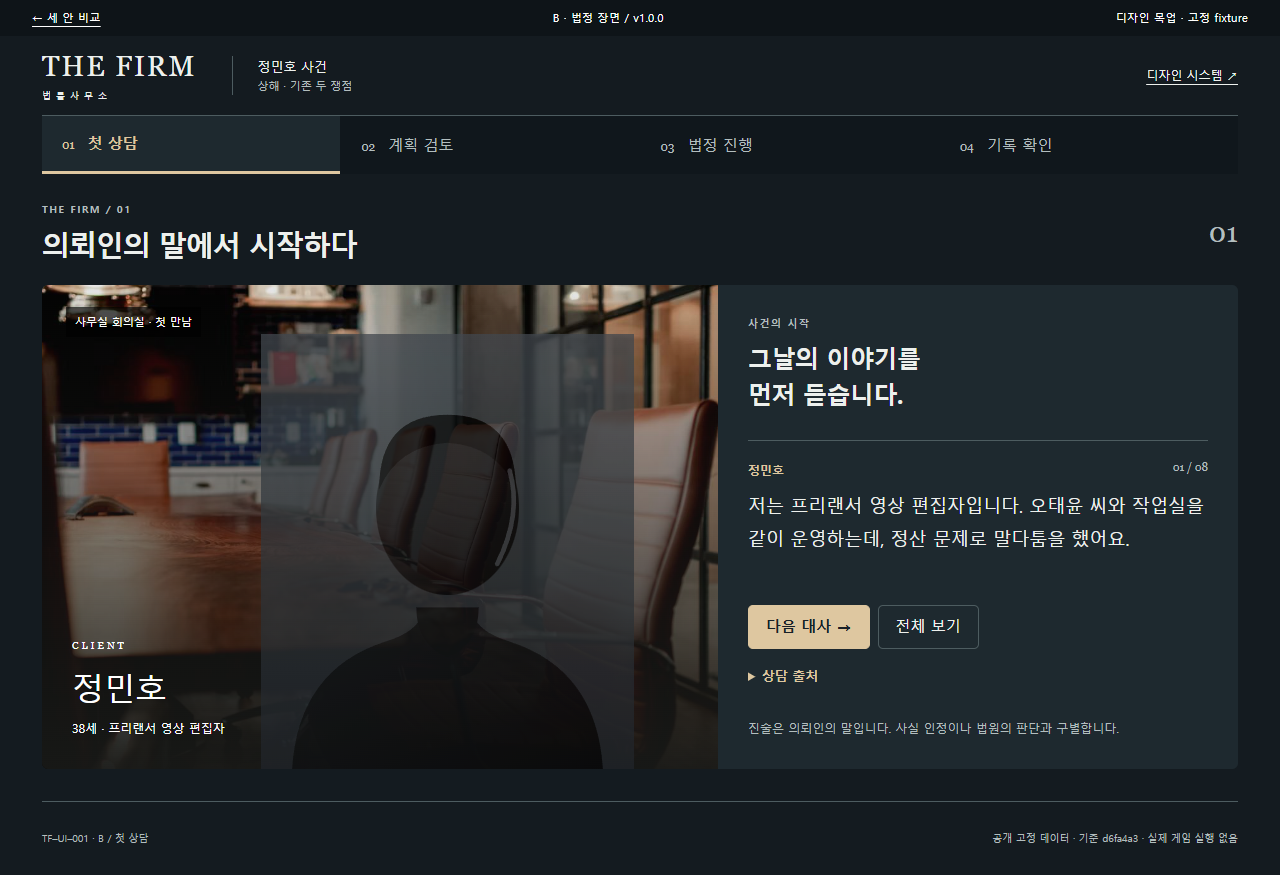 ← 세 안 비교
B · 법정 장면 / v1.0.0
디자인 목업 · 고정 fixture
THE FIRM
법률사무소
정민호 사건
상해 · 기존 두 쟁점
디자인 시스템 ↗
01 첫 상담
02 계획 검토
03 법정 진행
04 기록 확인
THE FIRM / 01
의뢰인의 말에서 시작하다
01
사무실 회의실 · 첫 만남
CLIENT
정민호
38세 · 프리랜서 영상 편집자
사건의 시작
그날의 이야기를
먼저 듣습니다.
정민호
01 / 08
저는 프리랜서 영상 편집자입니다. 오태윤 씨와 작업실을
같이 운영하는데, 정산 문제로 말다툼을 했어요.
다음 대사 →
전체 보기
▶ 상담 출처
진술은 의뢰인의 말입니다. 사실 인정이나 법원의 판단과 구별합니다.
TF–UI–001 · B / 첫 상담
공개 고정 데이터 · 기준 d6fa4a3 · 실제 게임 실행 없음